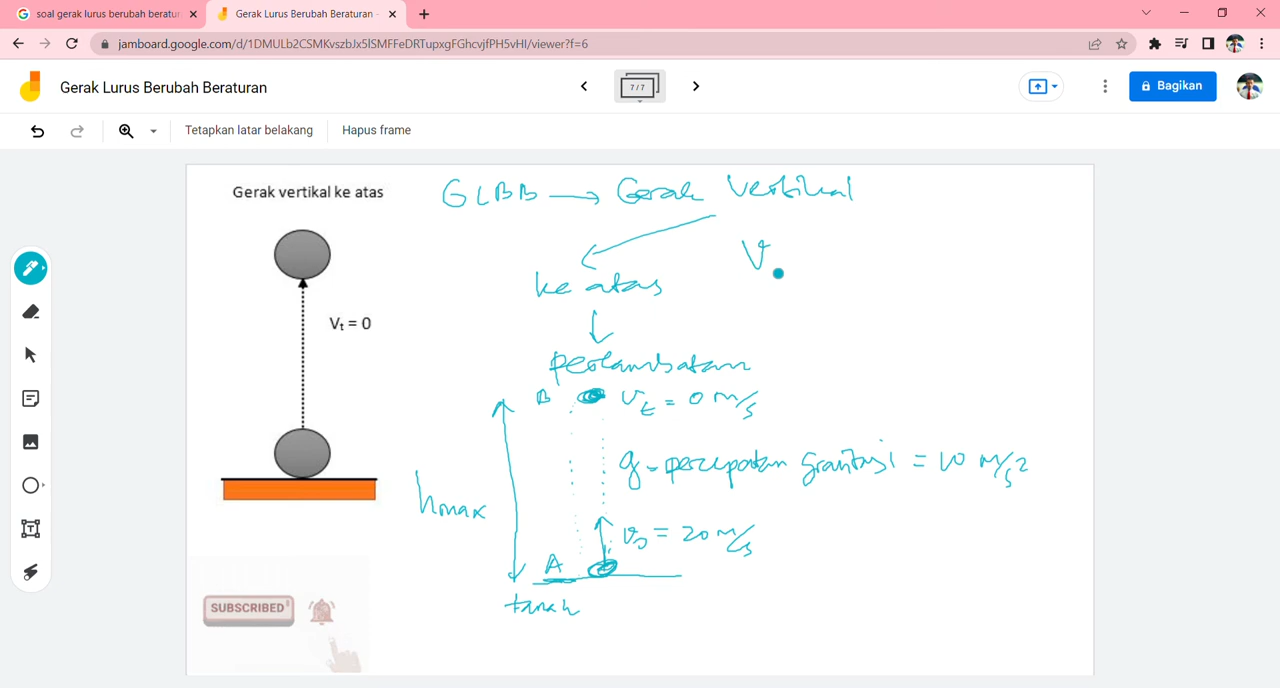 soal gerak lurus berubah beratur
Gerak Lurus Berubah Beraturan -
jamboard.google.com/d/1DMULb2CSMKvszbJx5lSMFFeDRTupxgFGhcvjfPH5vHI/viewer?f=6
Gerak Lurus Berubah Beraturan
7/7
Bagikan
Tetapkan latar belakang
Hapus frame
Gerak vertikal ke atas
GLBB → Gerak Vertikal
V
ke atas
Vt = 0
perlambatan
B Vt = 0 m/s
g - percepatan gravitasi = 10 m/s2
hmax
V0 = 20 m/s
A
tanah
SUBSCRIBED